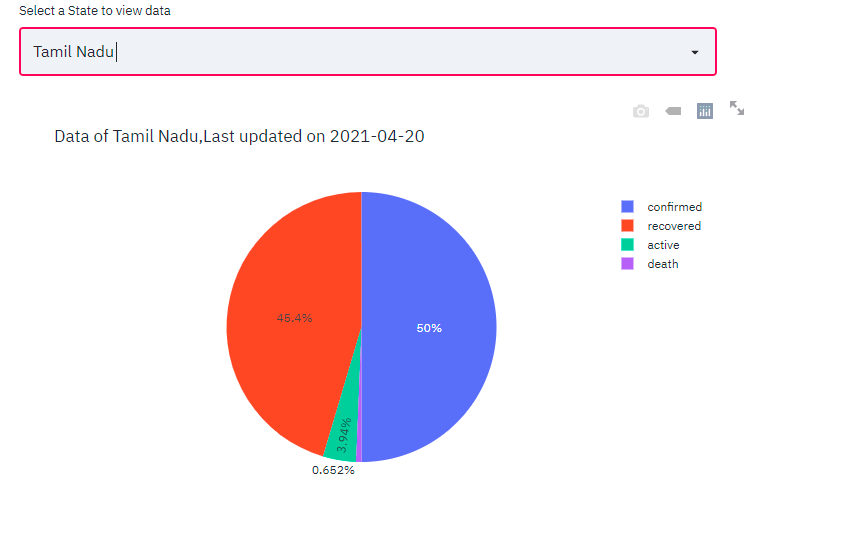 Select a State to view data
Tamil Nadu
Data of Tamil Nadu,Last updated on 2021-04-20
confirmed
recovered
active
death
45.4%
50%
3.94%
0.652%